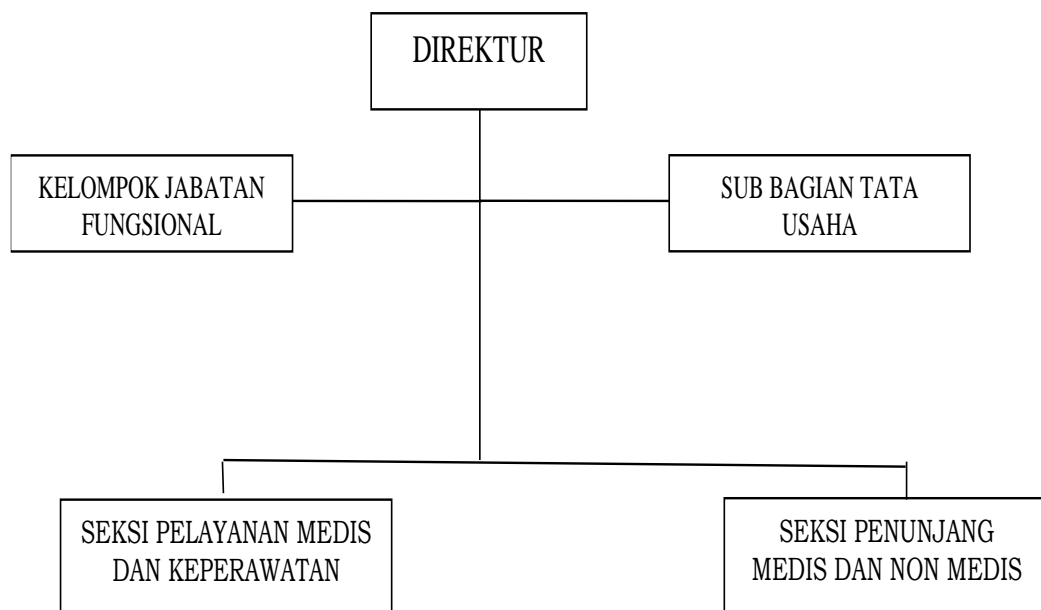 DIREKTUR
KELOMPOK JABATAN
FUNGSIONAL
SUB BAGIAN TATA
USAHA
SEKSI PELAYANAN MEDIS
DAN KEPERAWATAN
SEKSI PENUNJANG
MEDIS DAN NON MEDIS